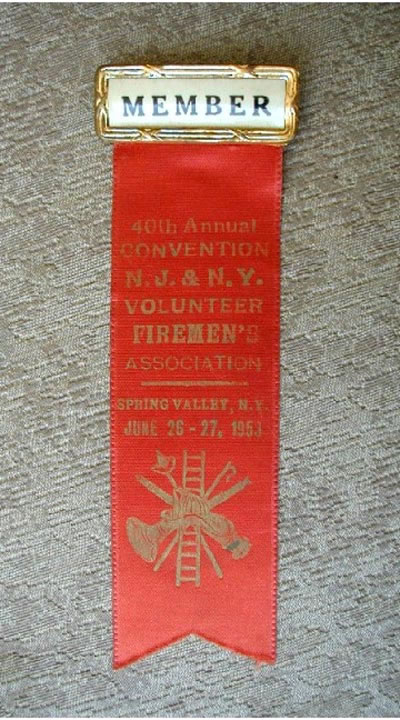 MEMBER
40th Annual
CONVENTION
N.J. & N.Y.
VOLUNTEER
FIREMEN'S
ASSOCIATION
SPRING VALLEY, N.Y.
JUNE 26-27, 1953